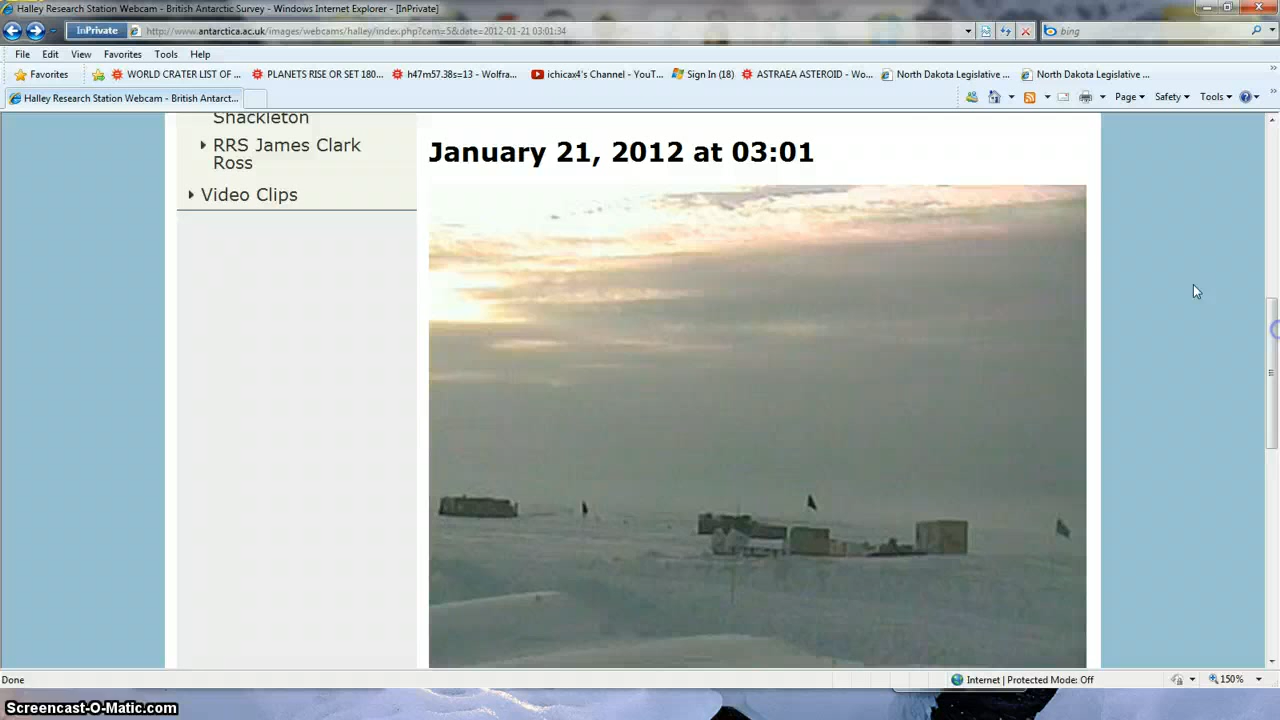 Halley Research Station Webcam - British Antarctic Survey - Windows Internet Explorer - [InPrivate]
InPrivate http://www.antarctica.ac.uk/images/webcams/halley/index.php?cam=5&date=2012-01-21 03:01:34 bing
File Edit View Favorites Tools Help
Favorites WORLD CRATER LIST OF ... PLANETS RISE OR SET 180... h47m57.38s=13 - Wolfra... ichicax4's Channel - YouT... Sign In (18) ASTRAEA ASTEROID - Wo... North Dakota Legislative ... North Dakota Legislative ...
Halley Research Station Webcam - British Antarct... Page Safety Tools
Shackleton
RRS James Clark
Ross
Video Clips
January 21, 2012 at 03:01
Done Internet | Protected Mode: Off 150%
Screencast-O-Matic.com